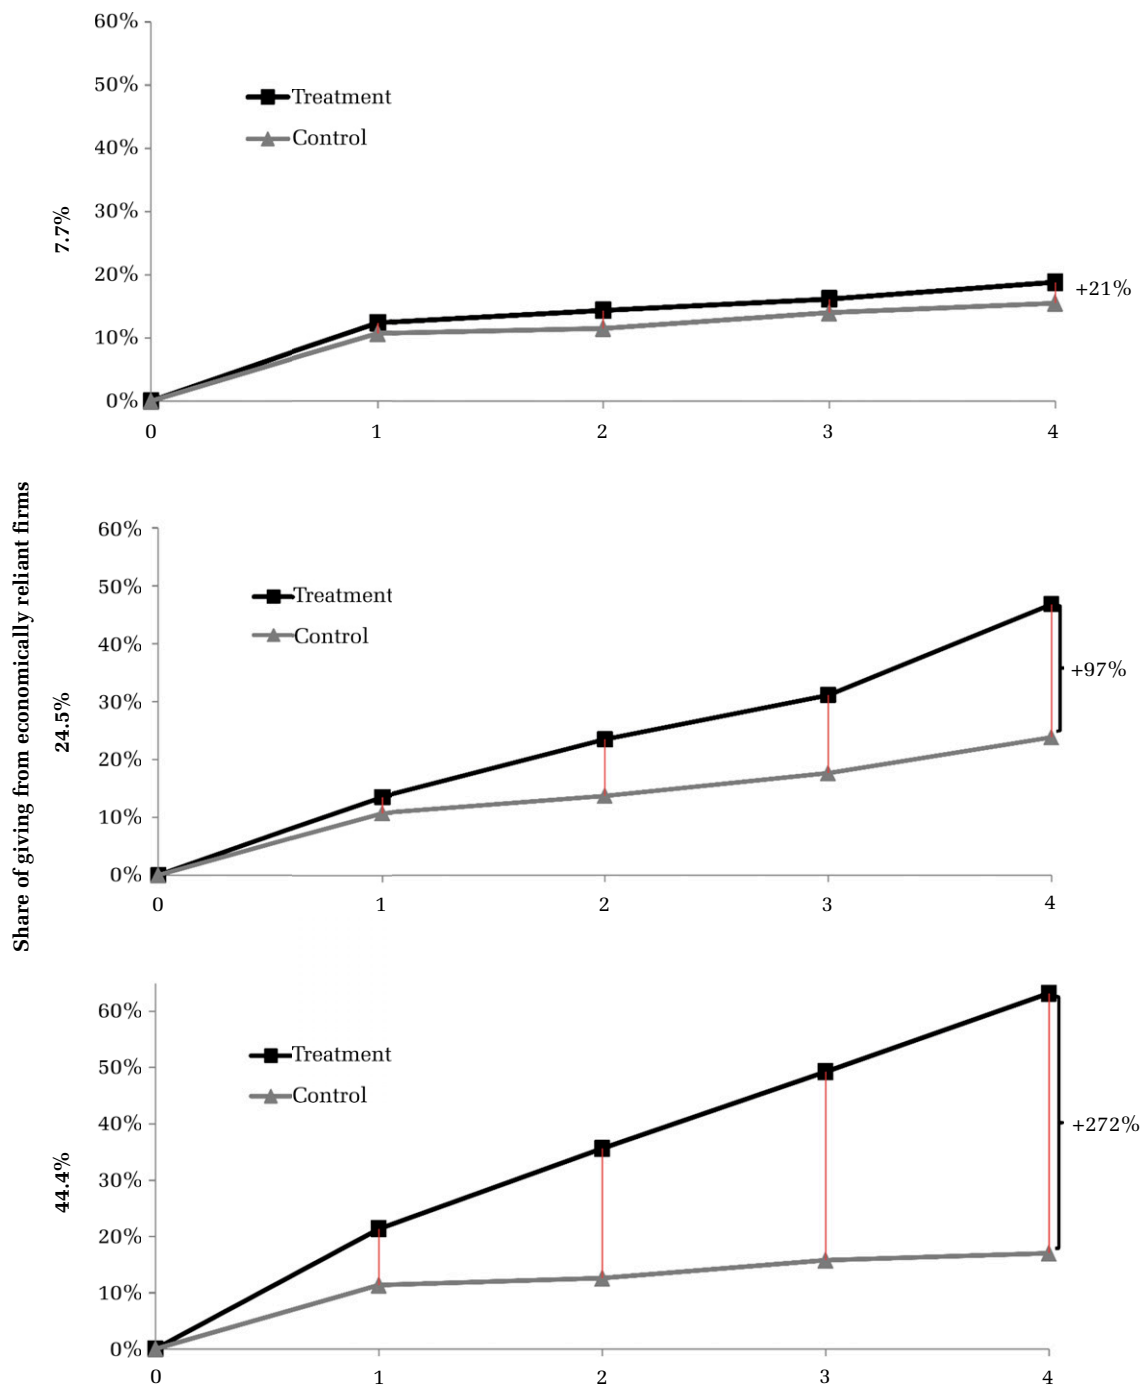 60%
50%
Treatment
40%
Control
30%
7.7%
20%
+21%
10%
0%
0 1 2 3 4
Share of giving from economically reliant firms
60%
50%
Treatment
40%
Control
+97%
30%
24.5%
20%
10%
0%
0 1 2 3 4
60%
Treatment
50%
Control
40%
+272%
30%
44.4%
20%
10%
0%
0 1 2 3 4